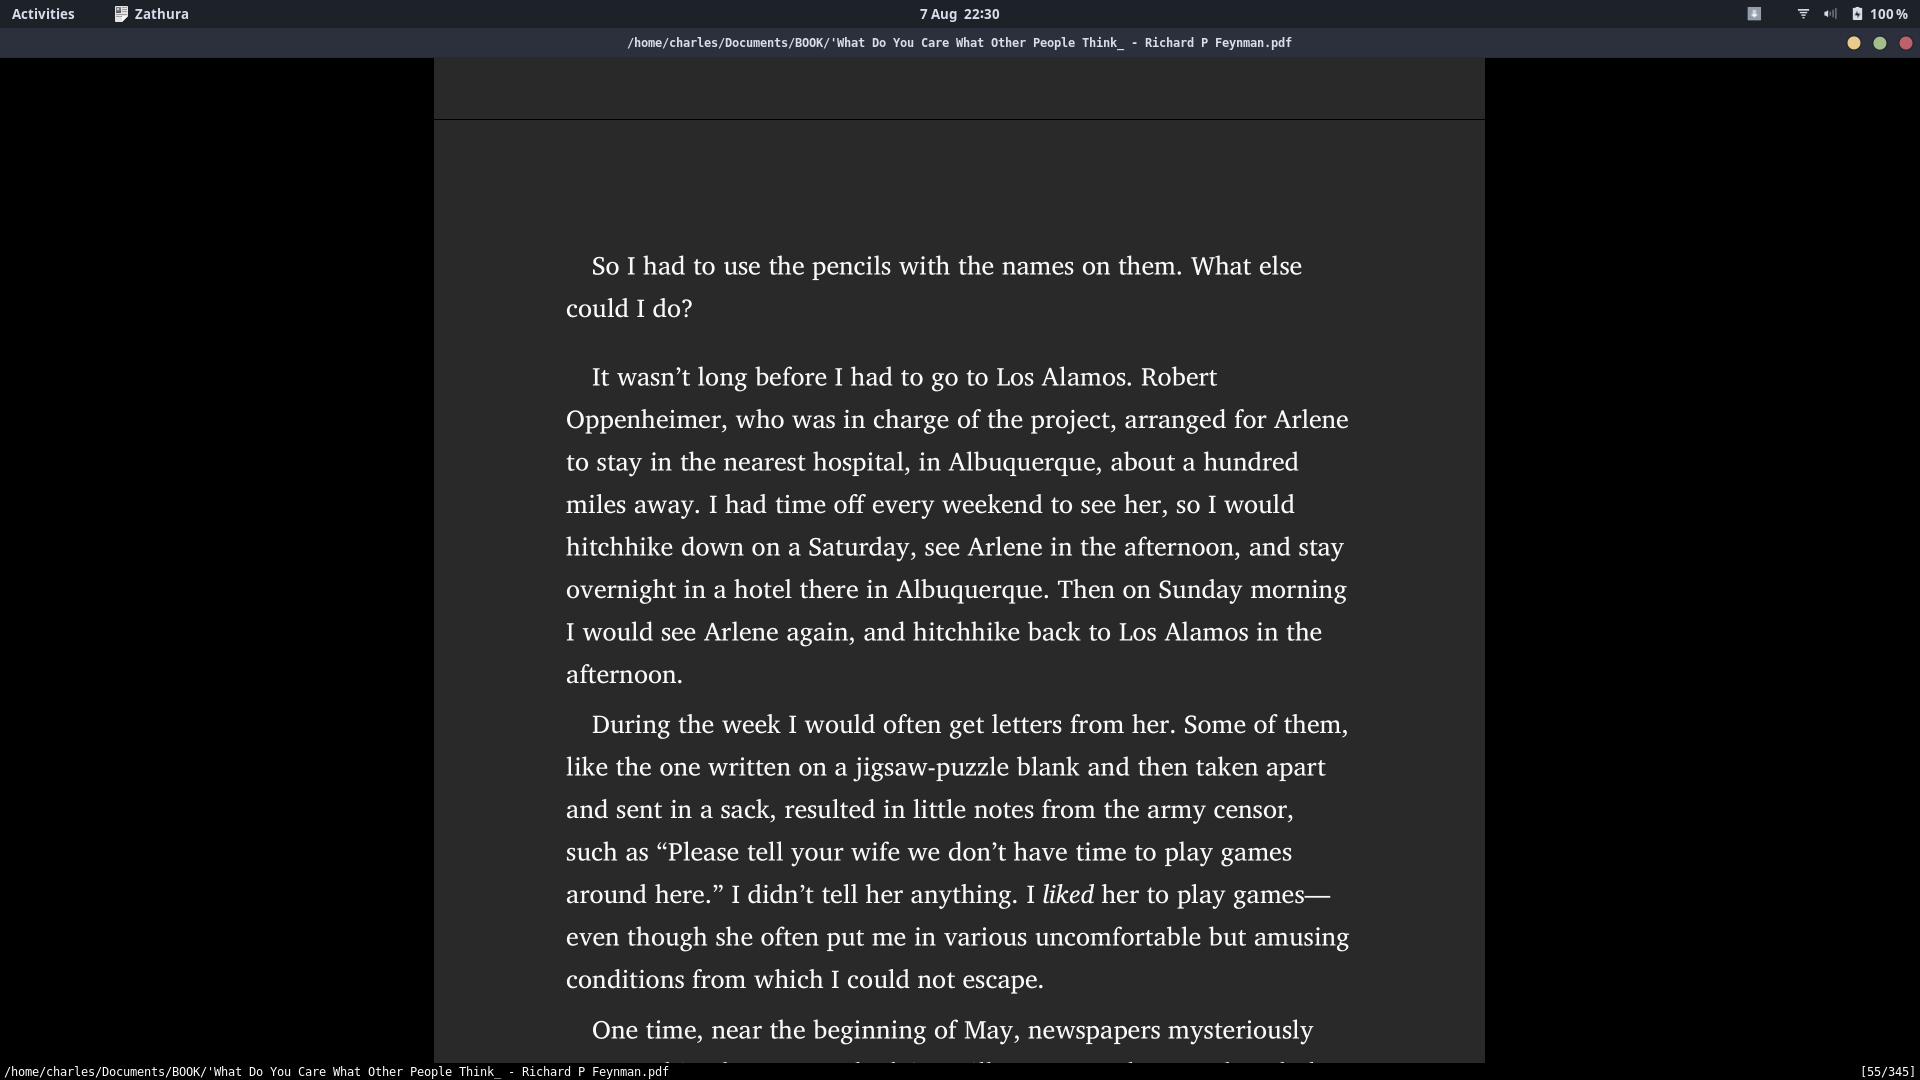 Activities
Zathura
7 Aug 22:30
100 %
/home/charles/Documents/BOOK/'What Do You Care What Other People Think_ - Richard P Feynman.pdf
So I had to use the pencils with the names on them. What else
could I do?
It wasn’t long before I had to go to Los Alamos. Robert
Oppenheimer, who was in charge of the project, arranged for Arlene
to stay in the nearest hospital, in Albuquerque, about a hundred
miles away. I had time off every weekend to see her, so I would
hitchhike down on a Saturday, see Arlene in the afternoon, and stay
overnight in a hotel there in Albuquerque. Then on Sunday morning
I would see Arlene again, and hitchhike back to Los Alamos in the
afternoon.
During the week I would often get letters from her. Some of them,
like the one written on a jigsaw-puzzle blank and then taken apart
and sent in a sack, resulted in little notes from the army censor,
such as “Please tell your wife we don’t have time to play games
around here.” I didn’t tell her anything. I liked her to play games—
even though she often put me in various uncomfortable but amusing
conditions from which I could not escape.
One time, near the beginning of May, newspapers mysteriously
/home/charles/Documents/BOOK/'What Do You Care What Other People Think_ - Richard P Feynman.pdf
[55/345]